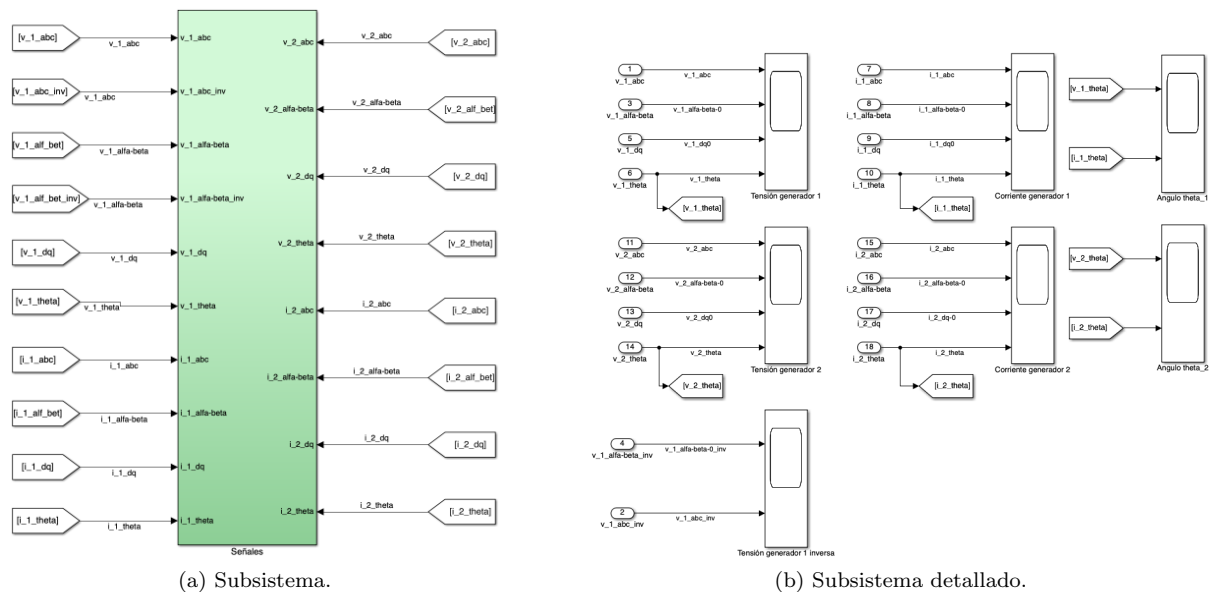 [v_1_abc]
v_1_abc
v_1_abc
v_2_abc
v_2_abc
[v_2_abc]
[v_1_abc_inv]
v_1_abc
v_1_abc_inv
v_2_alfa-beta
v_2_alfa-beta
[v_2_alf_bet]
[v_1_alf_bet]
v_1_alfa-beta
v_1_alfa-beta
v_2_dq
v_2_dq
[v_2_dq]
[v_1_alf_bet_inv]
v_1_alfa-beta
v_1_alfa-beta_inv
v_2_theta
v_2_theta
[v_2_theta]
[v_1_dq]
v_1_dq
v_1_dq
[v_1_theta]
v_1_theta
v_1_theta
i_2_abc
i_2_abc
[i_2_abc]
[i_1_abc]
i_1_abc
i_1_abc
i_2_alfa-beta
i_2_alfa-beta
[i_2_alf_bet]
[i_1_alf_bet]
i_1_alfa-beta
i_1_alfa-beta
i_2_dq
i_2_dq
[i_2_dq]
[i_1_dq]
i_1_dq
i_1_dq
i_2_theta
i_2_theta
[i_2_theta]
[i_1_theta]
i_1_theta
i_1_theta
Señales
(a) Subsistema.
1
v_1_abc
v_1_abc
3
v_1_alfa-beta
v_1_alfa-beta-0
5
v_1_dq
v_1_dq0
6
v_1_theta
v_1_theta
[v_1_theta]
Tensión generador 1
7
i_1_abc
i_1_abc
8
i_1_alfa-beta
i_1_alfa-beta-0
9
i_1_dq
i_1_dq0
10
i_1_theta
i_1_theta
[i_1_theta]
Corriente generador 1
[v_1_theta]
[i_1_theta]
Angulo theta_1
11
v_2_abc
v_2_abc
12
v_2_alfa-beta
v_2_alfa-beta-0
13
v_2_dq
v_2_dq0
14
v_2_theta
v_2_theta
[v_2_theta]
Tensión generador 2
15
i_2_abc
i_2_abc
16
i_2_alfa-beta
i_2_alfa-beta-0
17
i_2_dq
i_2_dq-0
18
i_2_theta
i_2_theta
[i_2_theta]
Corriente generador 2
[v_2_theta]
[i_2_theta]
Angulo theta_2
4
v_1_alfa-beta_inv
v_1_alfa-beta-0_inv
2
v_1_abc_inv
v_1_abc_inv
Tensión generador 1 inversa
(b) Subsistema detallado.